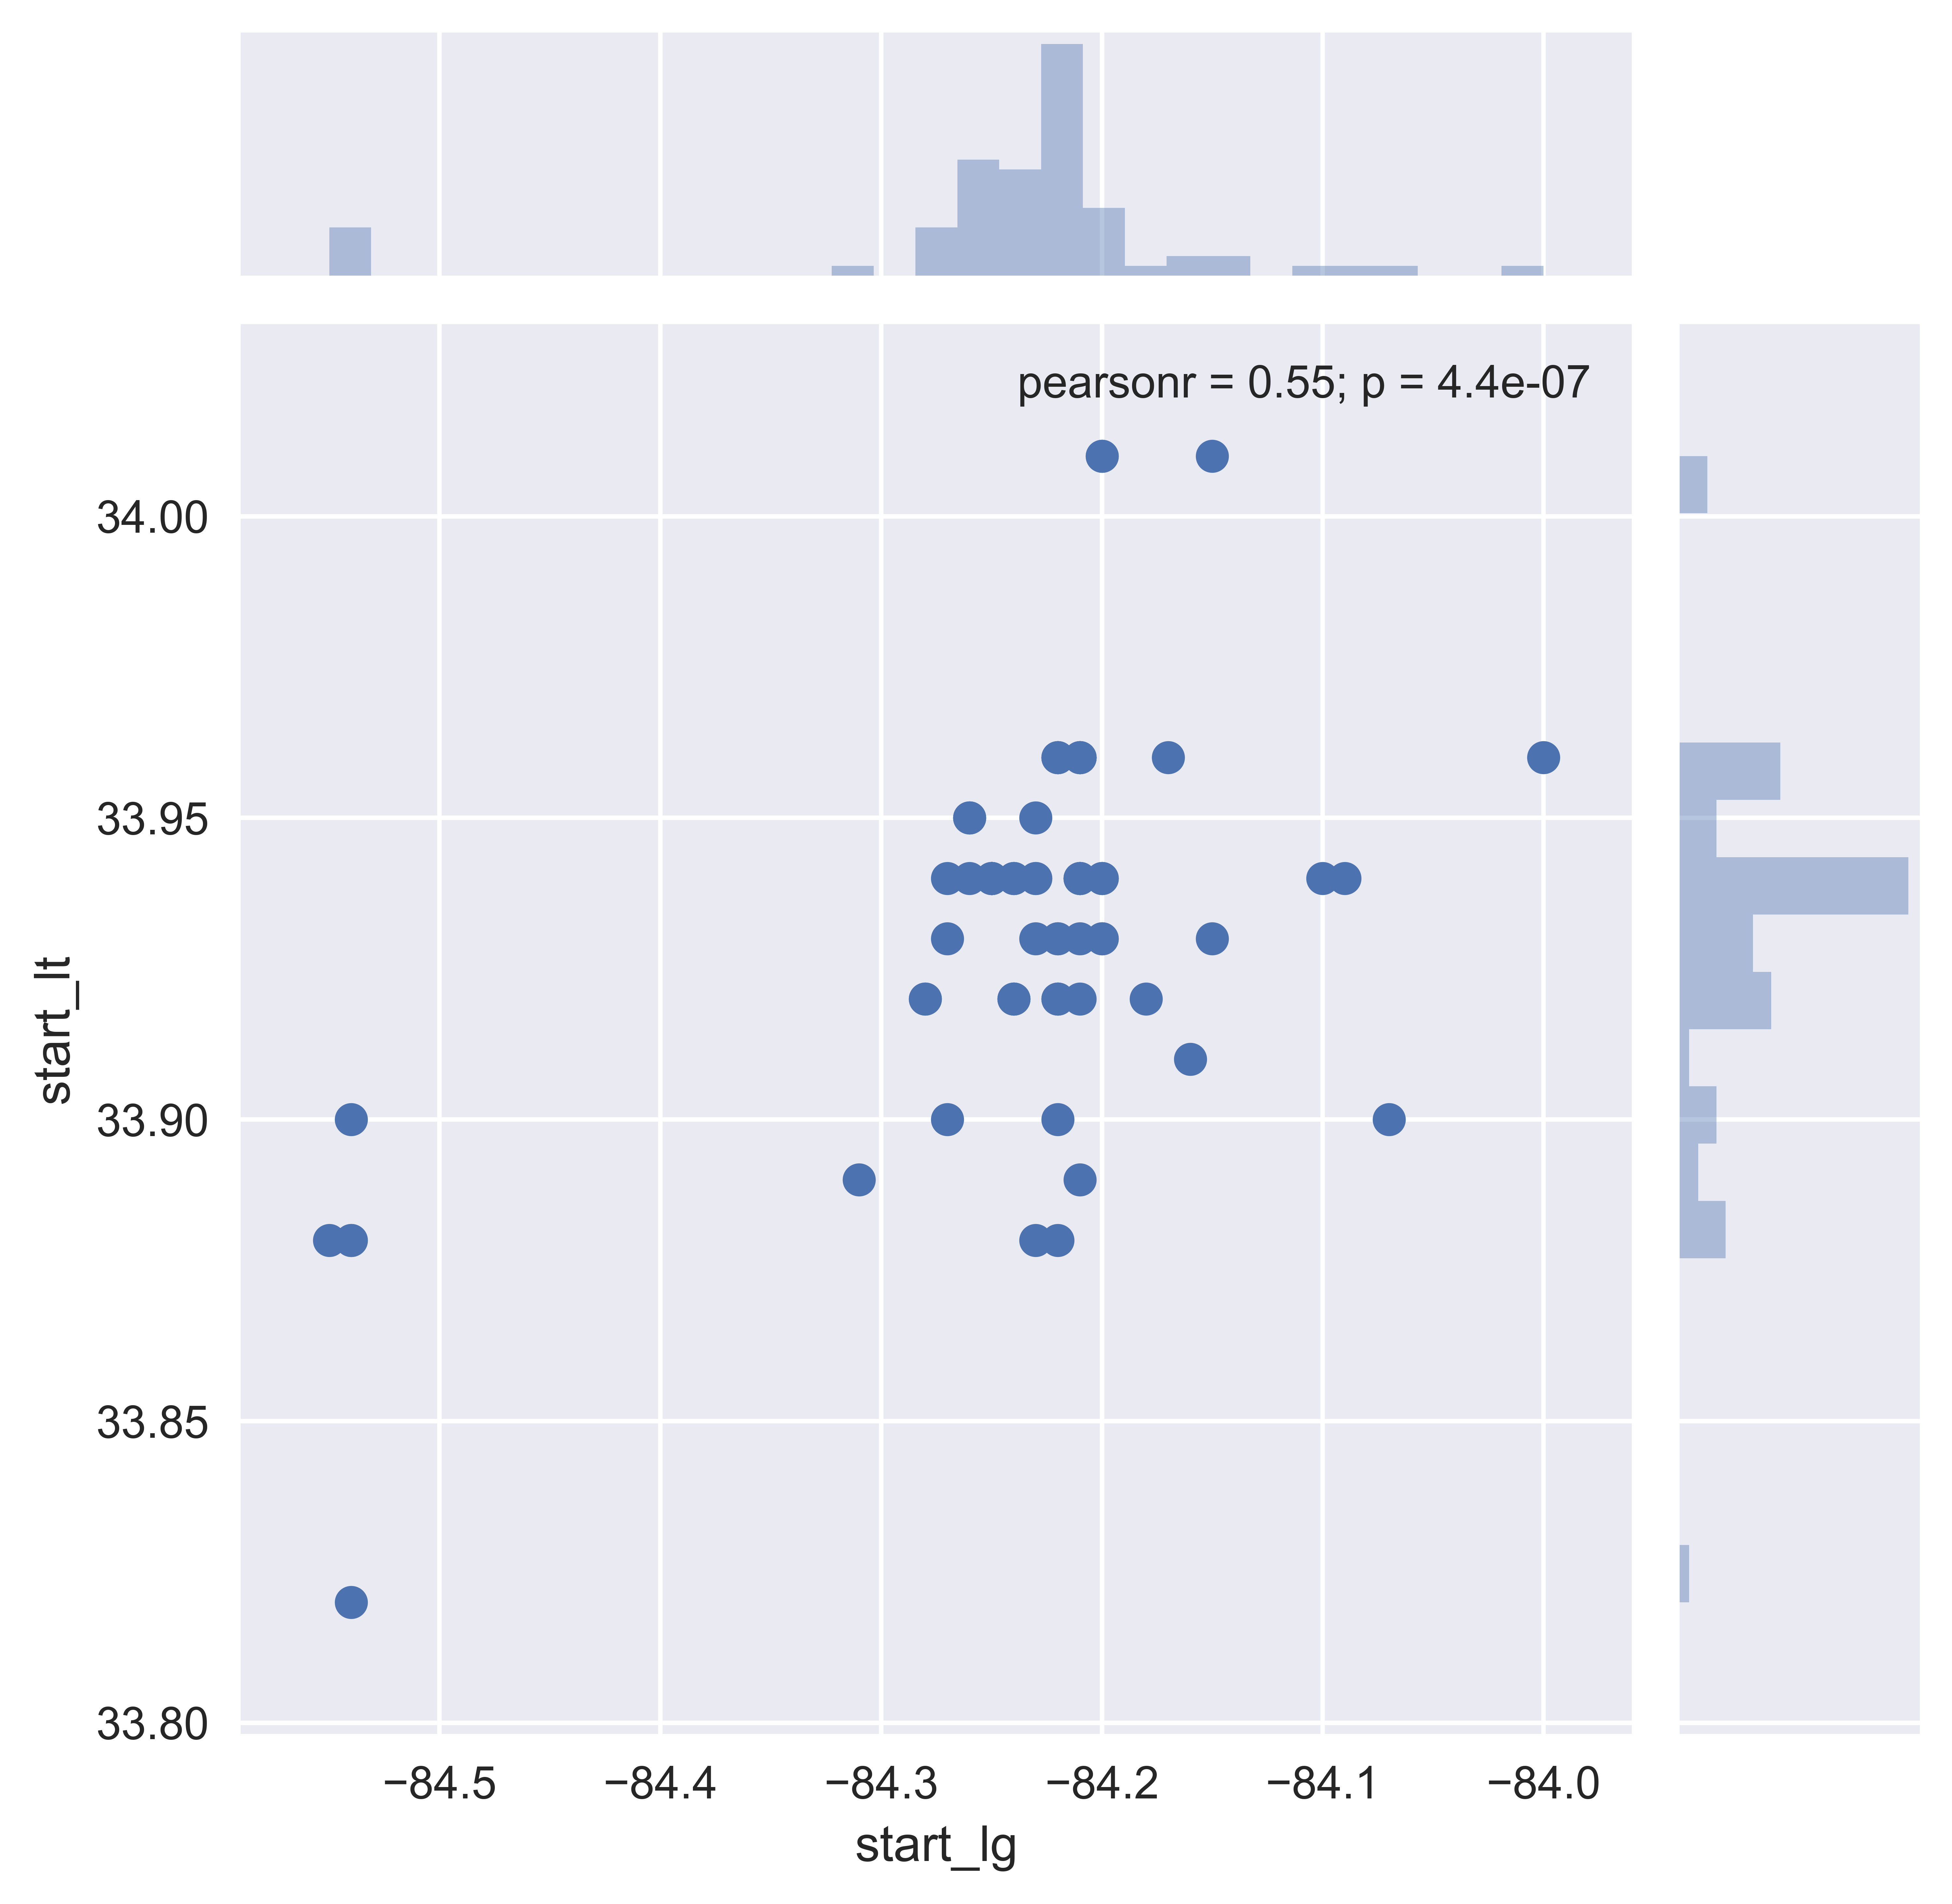 pearsonr = 0.55; p = 4.4e-07
34.00
33.95
33.90
33.85
33.80
start_lt
−84.5 −84.4 −84.3 −84.2 −84.1 −84.0
start_lg